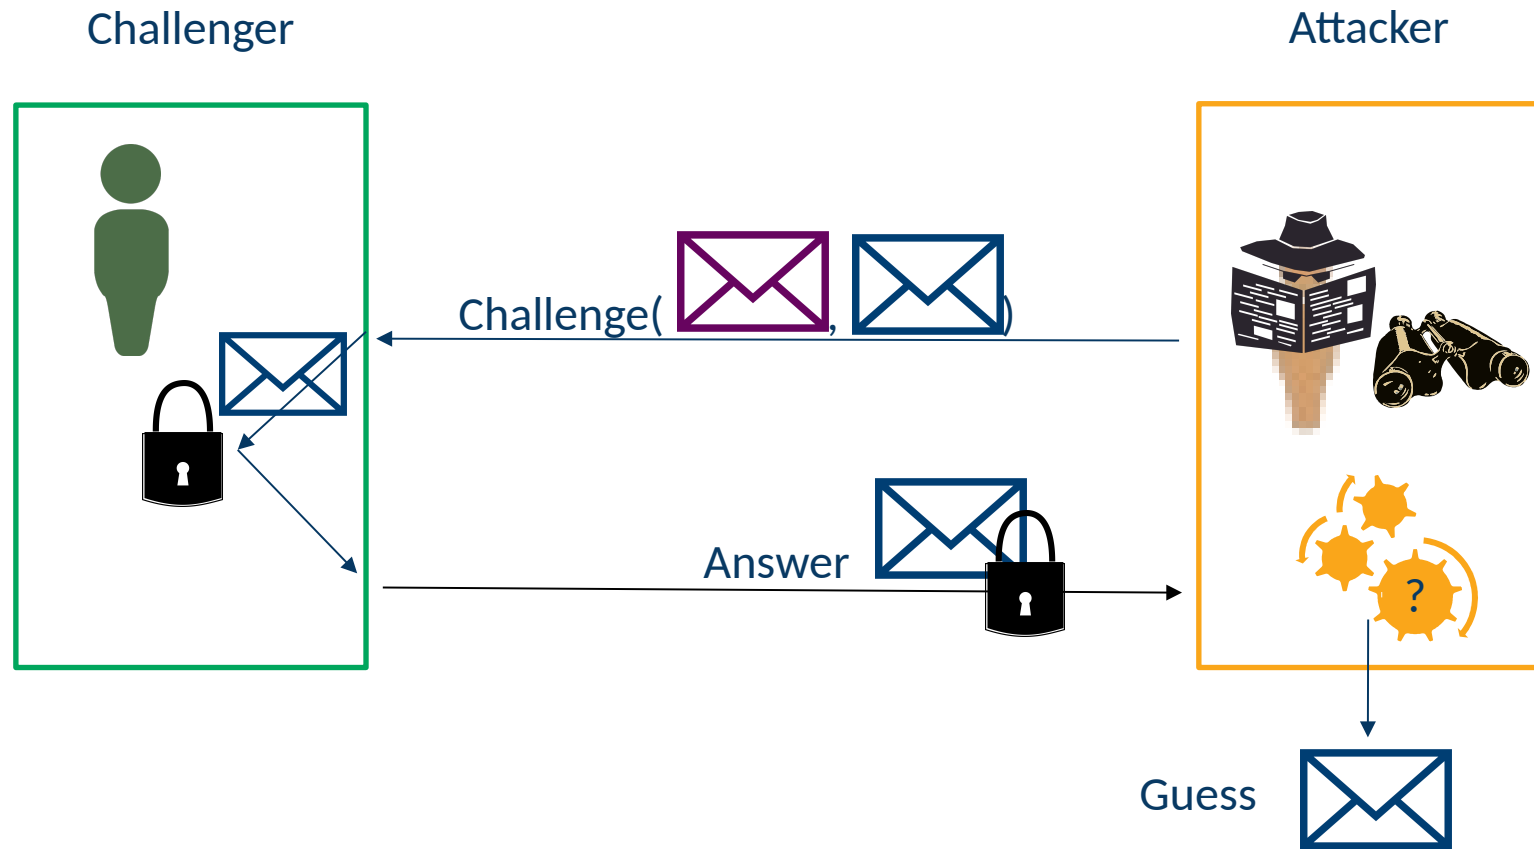 Challenger
Attacker
Challenge( , )
Answer
?
Guess